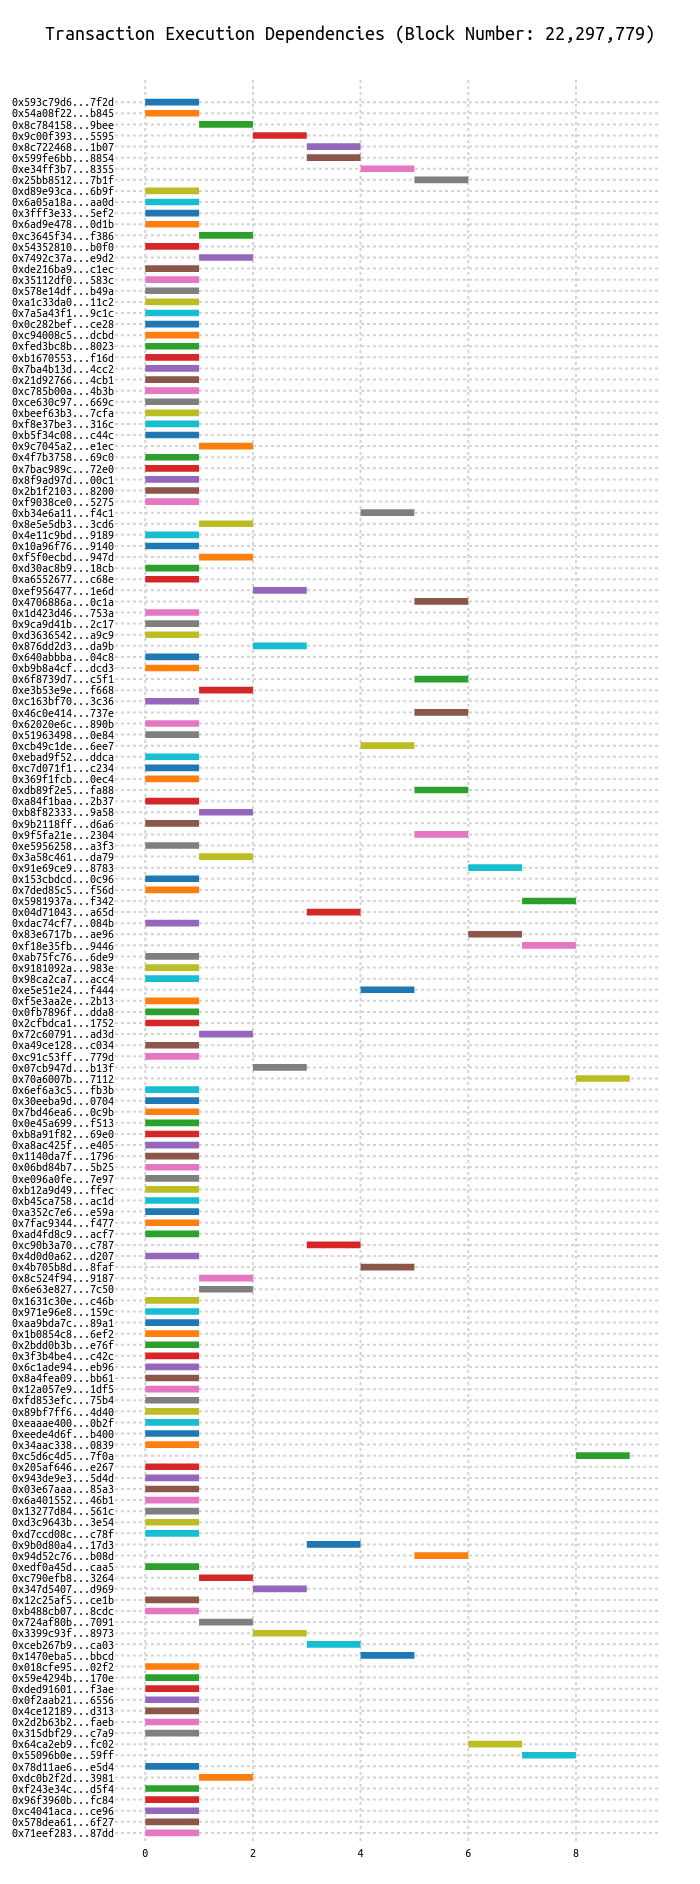 Transaction Execution Dependencies (Block Number: 22,297,779)
0x593c79d6...7f2d
0x54a08f22...b845
0x8c784158...9bee
0x9c00f393...5595
0x8c722468...1b07
0x599fe6bb...8854
0xe34ff3b7...8355
0x25bb8512...7b1f
0xd89e93ca...6b9f
0x6a05a18a...aa0d
0x3fff3e33...5ef2
0x6ad9e478...0d1b
0xc3645f34...f386
0x54352810...b0f0
0x7492c37a...e9d2
0xde216ba9...c1ec
0x35112df0...583c
0x578e14df...b49a
0xa1c33da0...11c2
0x7a5a43f1...9c1c
0x0c282bef...ce28
0xc94008c5...dcbd
0xfed3bc8b...8023
0xb1670553...f16d
0x7ba4b13d...4cc2
0x21d92766...4cb1
0xc785b00a...4b3b
0xce630c97...669c
0xbeef63b3...7cfa
0xf8e37be3...316c
0xb5f34c08...c44c
0x9c7045a2...e1ec
0x4f7b3758...69c0
0x7bac989c...72e0
0x8f9ad97d...00c1
0x2b1f2103...8200
0xf9038ce0...5275
0xb34e6a11...f4c1
0x8e5e5db3...3cd6
0x4e11c9bd...9189
0x10a96f76...9140
0xf5f0ecbd...947d
0xd30ac8b9...18cb
0xa6552677...c68e
0xef956477...1e6d
0x4706886a...0c1a
0x1d423d46...753a
0x9ca9d41b...2c17
0xd3636542...a9c9
0x876dd2d3...da9b
0x640abbba...04c8
0xb9b8a4cf...dcd3
0x6f8739d7...c5f1
0xe3b53e9e...f668
0xc163bf70...3c36
0x46c0e414...737e
0x62020e6c...890b
0x51963498...0e84
0xcb49c1de...6ee7
0xebad9f52...ddca
0xc7d071f1...c234
0x369f1fcb...0ec4
0xdb89f2e5...fa88
0xa84f1baa...2b37
0xb8f82333...9a58
0x9b2118ff...d6a6
0x9f5fa21e...2304
0xe5956258...a3f3
0x3a58c461...da79
0x91e69ce9...8783
0x153cbdcd...0c96
0x7ded85c5...f56d
0x5981937a...f342
0x04d71043...a65d
0xdac74cf7...084b
0x83e6717b...ae96
0xf18e35fb...9446
0xab75fc76...6de9
0x9181092a...983e
0x98ca2ca7...acc4
0xe5e51e24...f444
0xf5e3aa2e...2b13
0x0fb7896f...dda8
0x2cfbdca1...1752
0x72c60791...ad3d
0xa49ce128...c034
0xc91c53ff...779d
0x07cb947d...b13f
0x70a6007b...7112
0x6ef6a3c5...fb3b
0x30eeba9d...0704
0x7bd46ea6...0c9b
0x0e45a699...f513
0xb8a91f82...69e0
0xa8ac425f...e405
0x1140da7f...1796
0x06bd84b7...5b25
0xe096a0fe...7e97
0xb12a9d49...ffec
0xb45ca758...ac1d
0xa352c7e6...e59a
0x7fac9344...f477
0xad4fd8c9...acf7
0xc90b3a70...c787
0x4d0d0a62...d207
0x4b705b8d...8faf
0x8c524f94...9187
0x6e63e827...7c50
0x1631c30e...c46b
0x971e96e8...159c
0xaa9bda7c...89a1
0x1b0854c8...6ef2
0x2bdd0b3b...e76f
0x3f3b4be4...c42c
0x6c1ade94...eb96
0x8a4fea09...bb61
0x12a057e9...1df5
0xfd853efc...75b4
0x89bf7ff6...4d40
0xeaaae400...0b2f
0xeede4d6f...b400
0x34aac338...0839
0xc5d6c4d5...7f0a
0x205af646...e267
0x943de9e3...5d4d
0x03e67aaa...85a3
0x6a401552...46b1
0x13277d84...561c
0xd3c9643b...3e54
0xd7ccd08c...c78f
0x9b0d80a4...17d3
0x94d52c76...b08d
0xedf0a45d...caa5
0xc790efb8...3264
0x347d5407...d969
0x12c25af5...ce1b
0xb488cb07...8cdc
0x724af80b...7091
0x3399c93f...8973
0xceb267b9...ca03
0x1470eba5...bbcd
0x018cfe95...02f2
0x59e4294b...170e
0xded91601...f3ae
0x0f2aab21...6556
0x4ce12189...d313
0x2d2b63b2...faeb
0x315dbf29...c7a9
0x64ca2eb9...fc02
0x55096b0e...59ff
0x78d11ae6...e5d4
0xdc0b2f2d...3981
0xf243e34c...d5f4
0x96f3960b...fc84
0xc4041aca...ce96
0x578dea61...6f27
0x71eef283...87dd
0 2 4 6 8